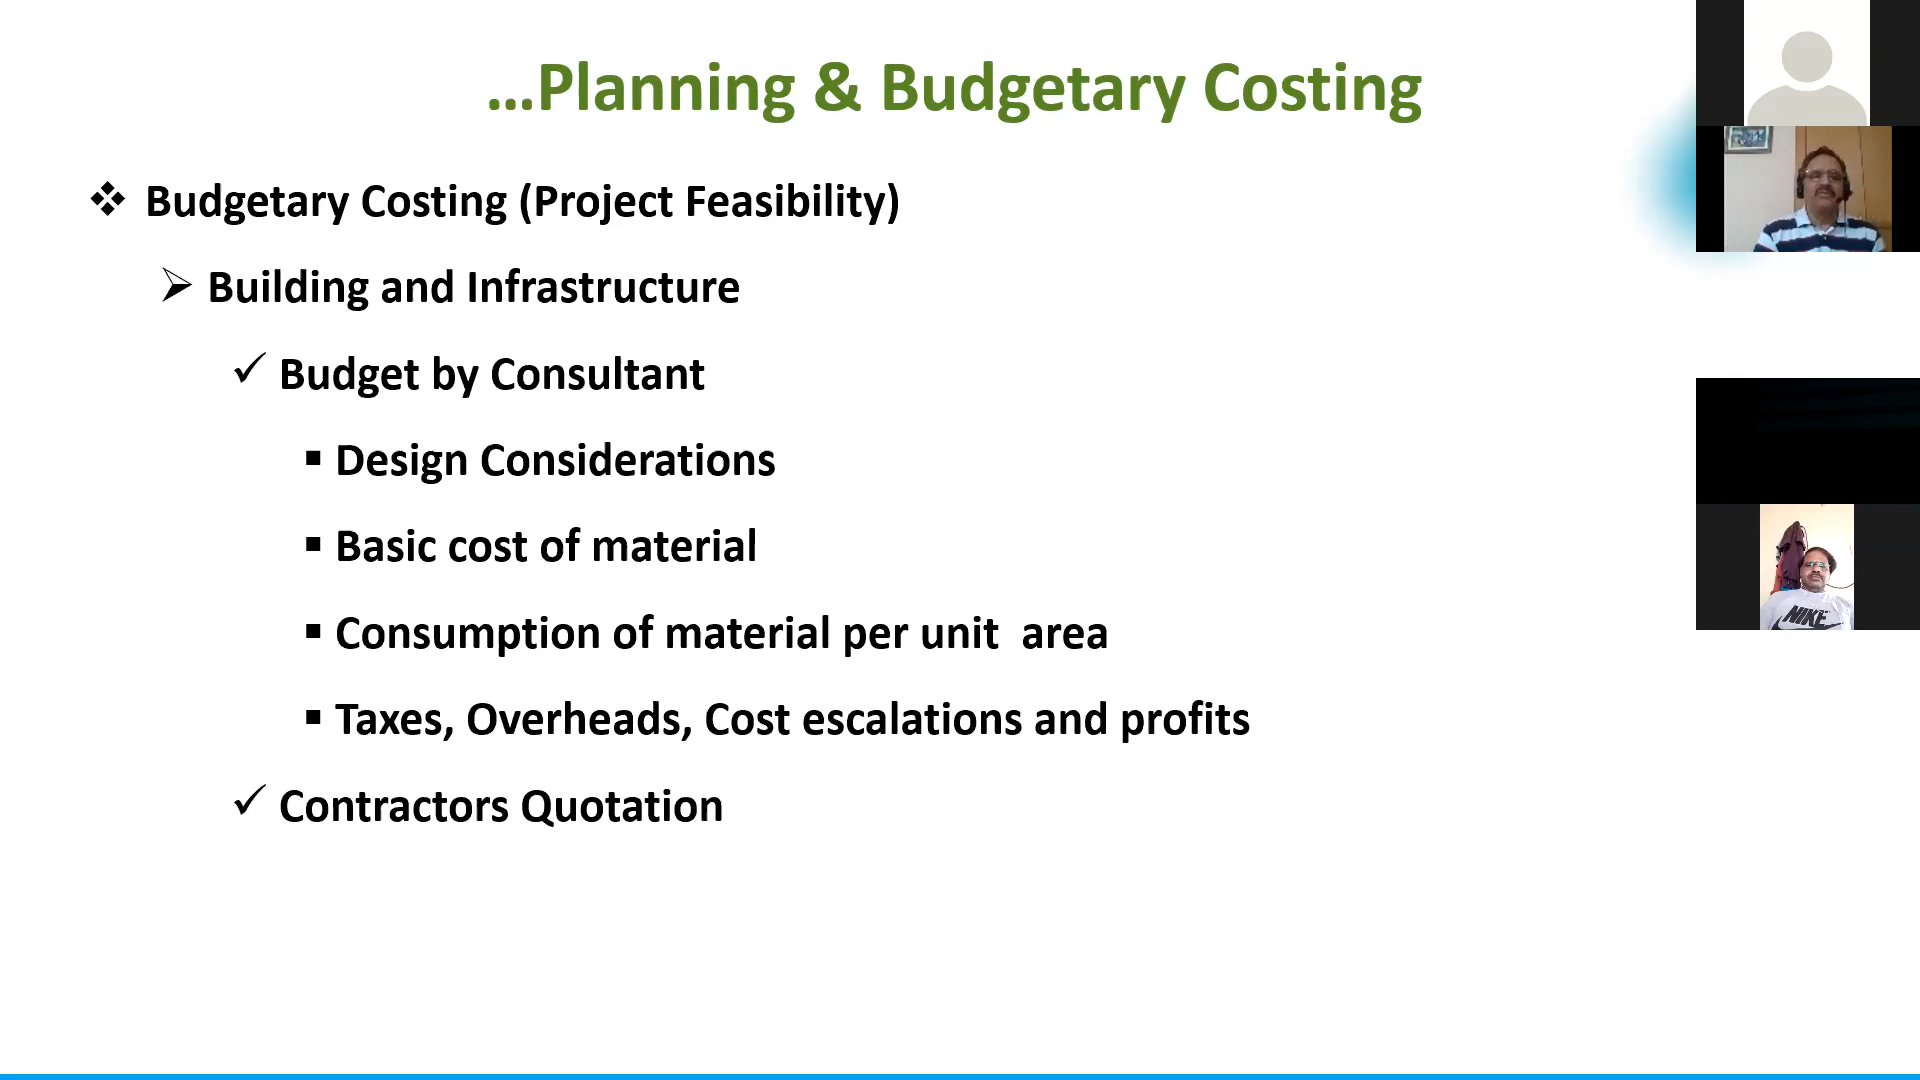 ...Planning & Budgetary Costing
❖ Budgetary Costing (Project Feasibility)
➢ Building and Infrastructure
✓ Budget by Consultant
▪ Design Considerations
▪ Basic cost of material
▪ Consumption of material per unit  area
▪ Taxes, Overheads, Cost escalations and profits
✓ Contractors Quotation
NIKE